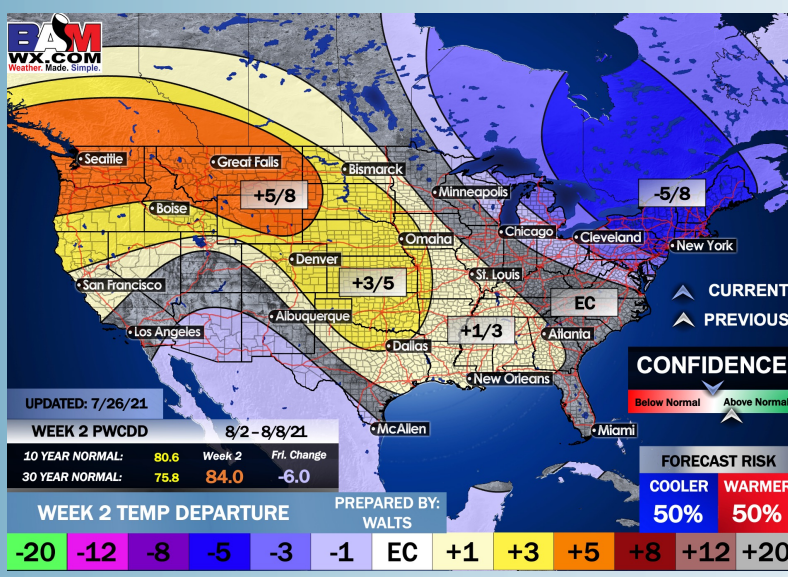 BAM
WX.COM
Weather. Made. Simple.
Seattle
Great Falls
Bismarck
+5/8
Minneapolis
-5/8
Boise
Chicago
Cleveland
New York
Omaha
Denver
St. Louis
San Francisco
+3/5
CURRENT
EC
PREVIOUS
Albuquerque
+1/3
Los Angeles
Atlanta
Dallas
CONFIDENCE
New Orleans
Below Normal
Above Normal
UPDATED: 7/26/21
McAllen
Miami
WEEK 2 PWCDD 8/2-8/8/21
10 YEAR NORMAL: 80.6 Week 2 Fri. Change
30 YEAR NORMAL: 75.8 84.0 -6.0
FORECAST RISK
COOLER WARMER
50% 50%
WEEK 2 TEMP DEPARTURE
PREPARED BY:
WALTS
-20 -12 -8 -5 -3 -1 EC +1 +3 +5 +8 +12 +20